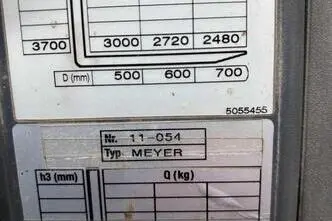 3700 3000 2720 2480
D (mm) 500 600 700
5055455
Nr. 11-054
Typ MEYER
h3 (mm) Q (kg)